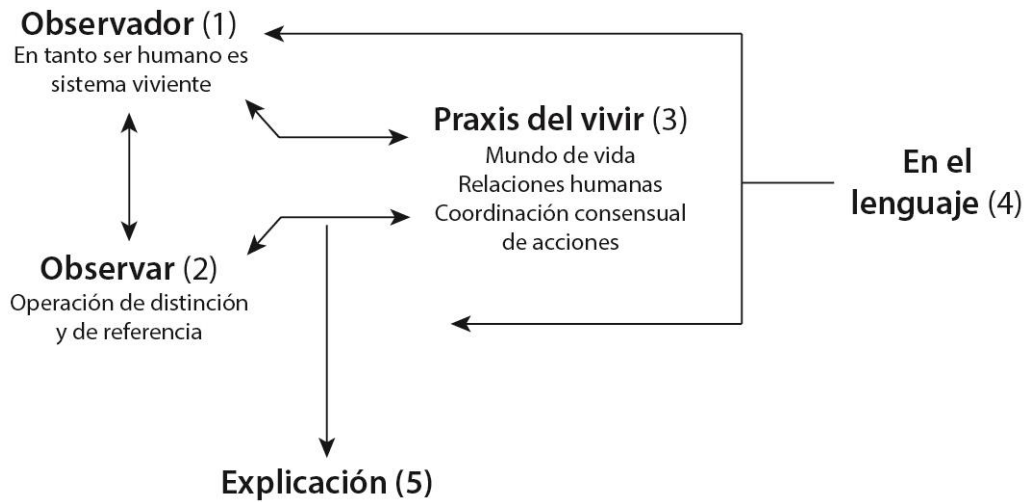 Observador (1)
En tanto ser humano es
sistema viviente
Praxis del vivir (3)
Mundo de vida
Relaciones humanas
Coordinación consensual
de acciones
En el
lenguaje (4)
Observar (2)
Operación de distinción
y de referencia
Explicación (5)